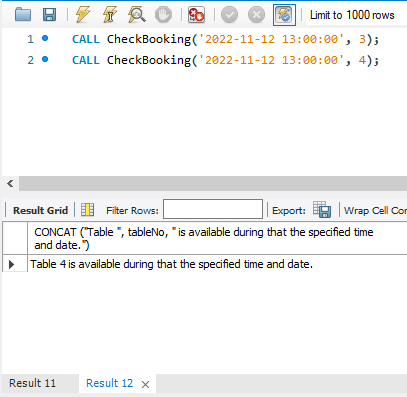 Limit to 1000 rows
1 CALL CheckBooking('2022-11-12 13:00:00', 3);
2 CALL CheckBooking('2022-11-12 13:00:00', 4);
Result Grid Filter Rows: Export: Wrap Cell Con
CONCAT ("Table ", tableNo, " is available during that the specified time
and date.")
Table 4 is available during that the specified time and date.
Result 11 Result 12